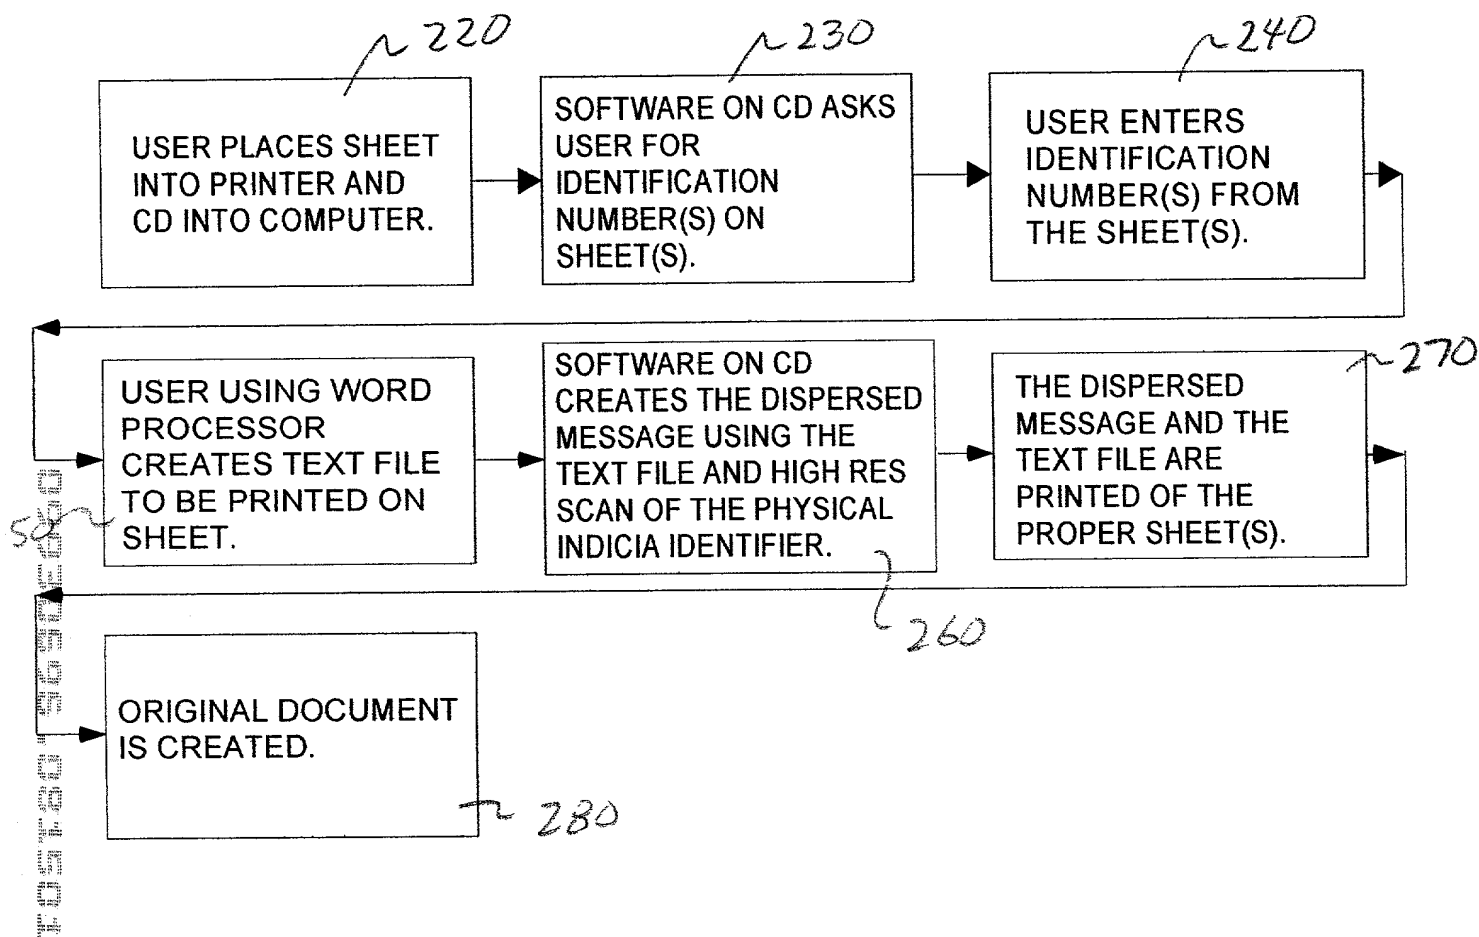 220
230
240
USER PLACES SHEET
INTO PRINTER AND
CD INTO COMPUTER.
SOFTWARE ON CD ASKS
USER FOR
IDENTIFICATION
NUMBER(S) ON
SHEET(S).
USER ENTERS
IDENTIFICATION
NUMBER(S) FROM
THE SHEET(S).
USER USING WORD
PROCESSOR
CREATES TEXT FILE
TO BE PRINTED ON
SHEET.
50
SOFTWARE ON CD
CREATES THE DISPERSED
MESSAGE USING THE
TEXT FILE AND HIGH RES
SCAN OF THE PHYSICAL
INDICIA IDENTIFIER.
260
270
THE DISPERSED
MESSAGE AND THE
TEXT FILE ARE
PRINTED OF THE
PROPER SHEET(S).
ORIGINAL DOCUMENT
IS CREATED.
280